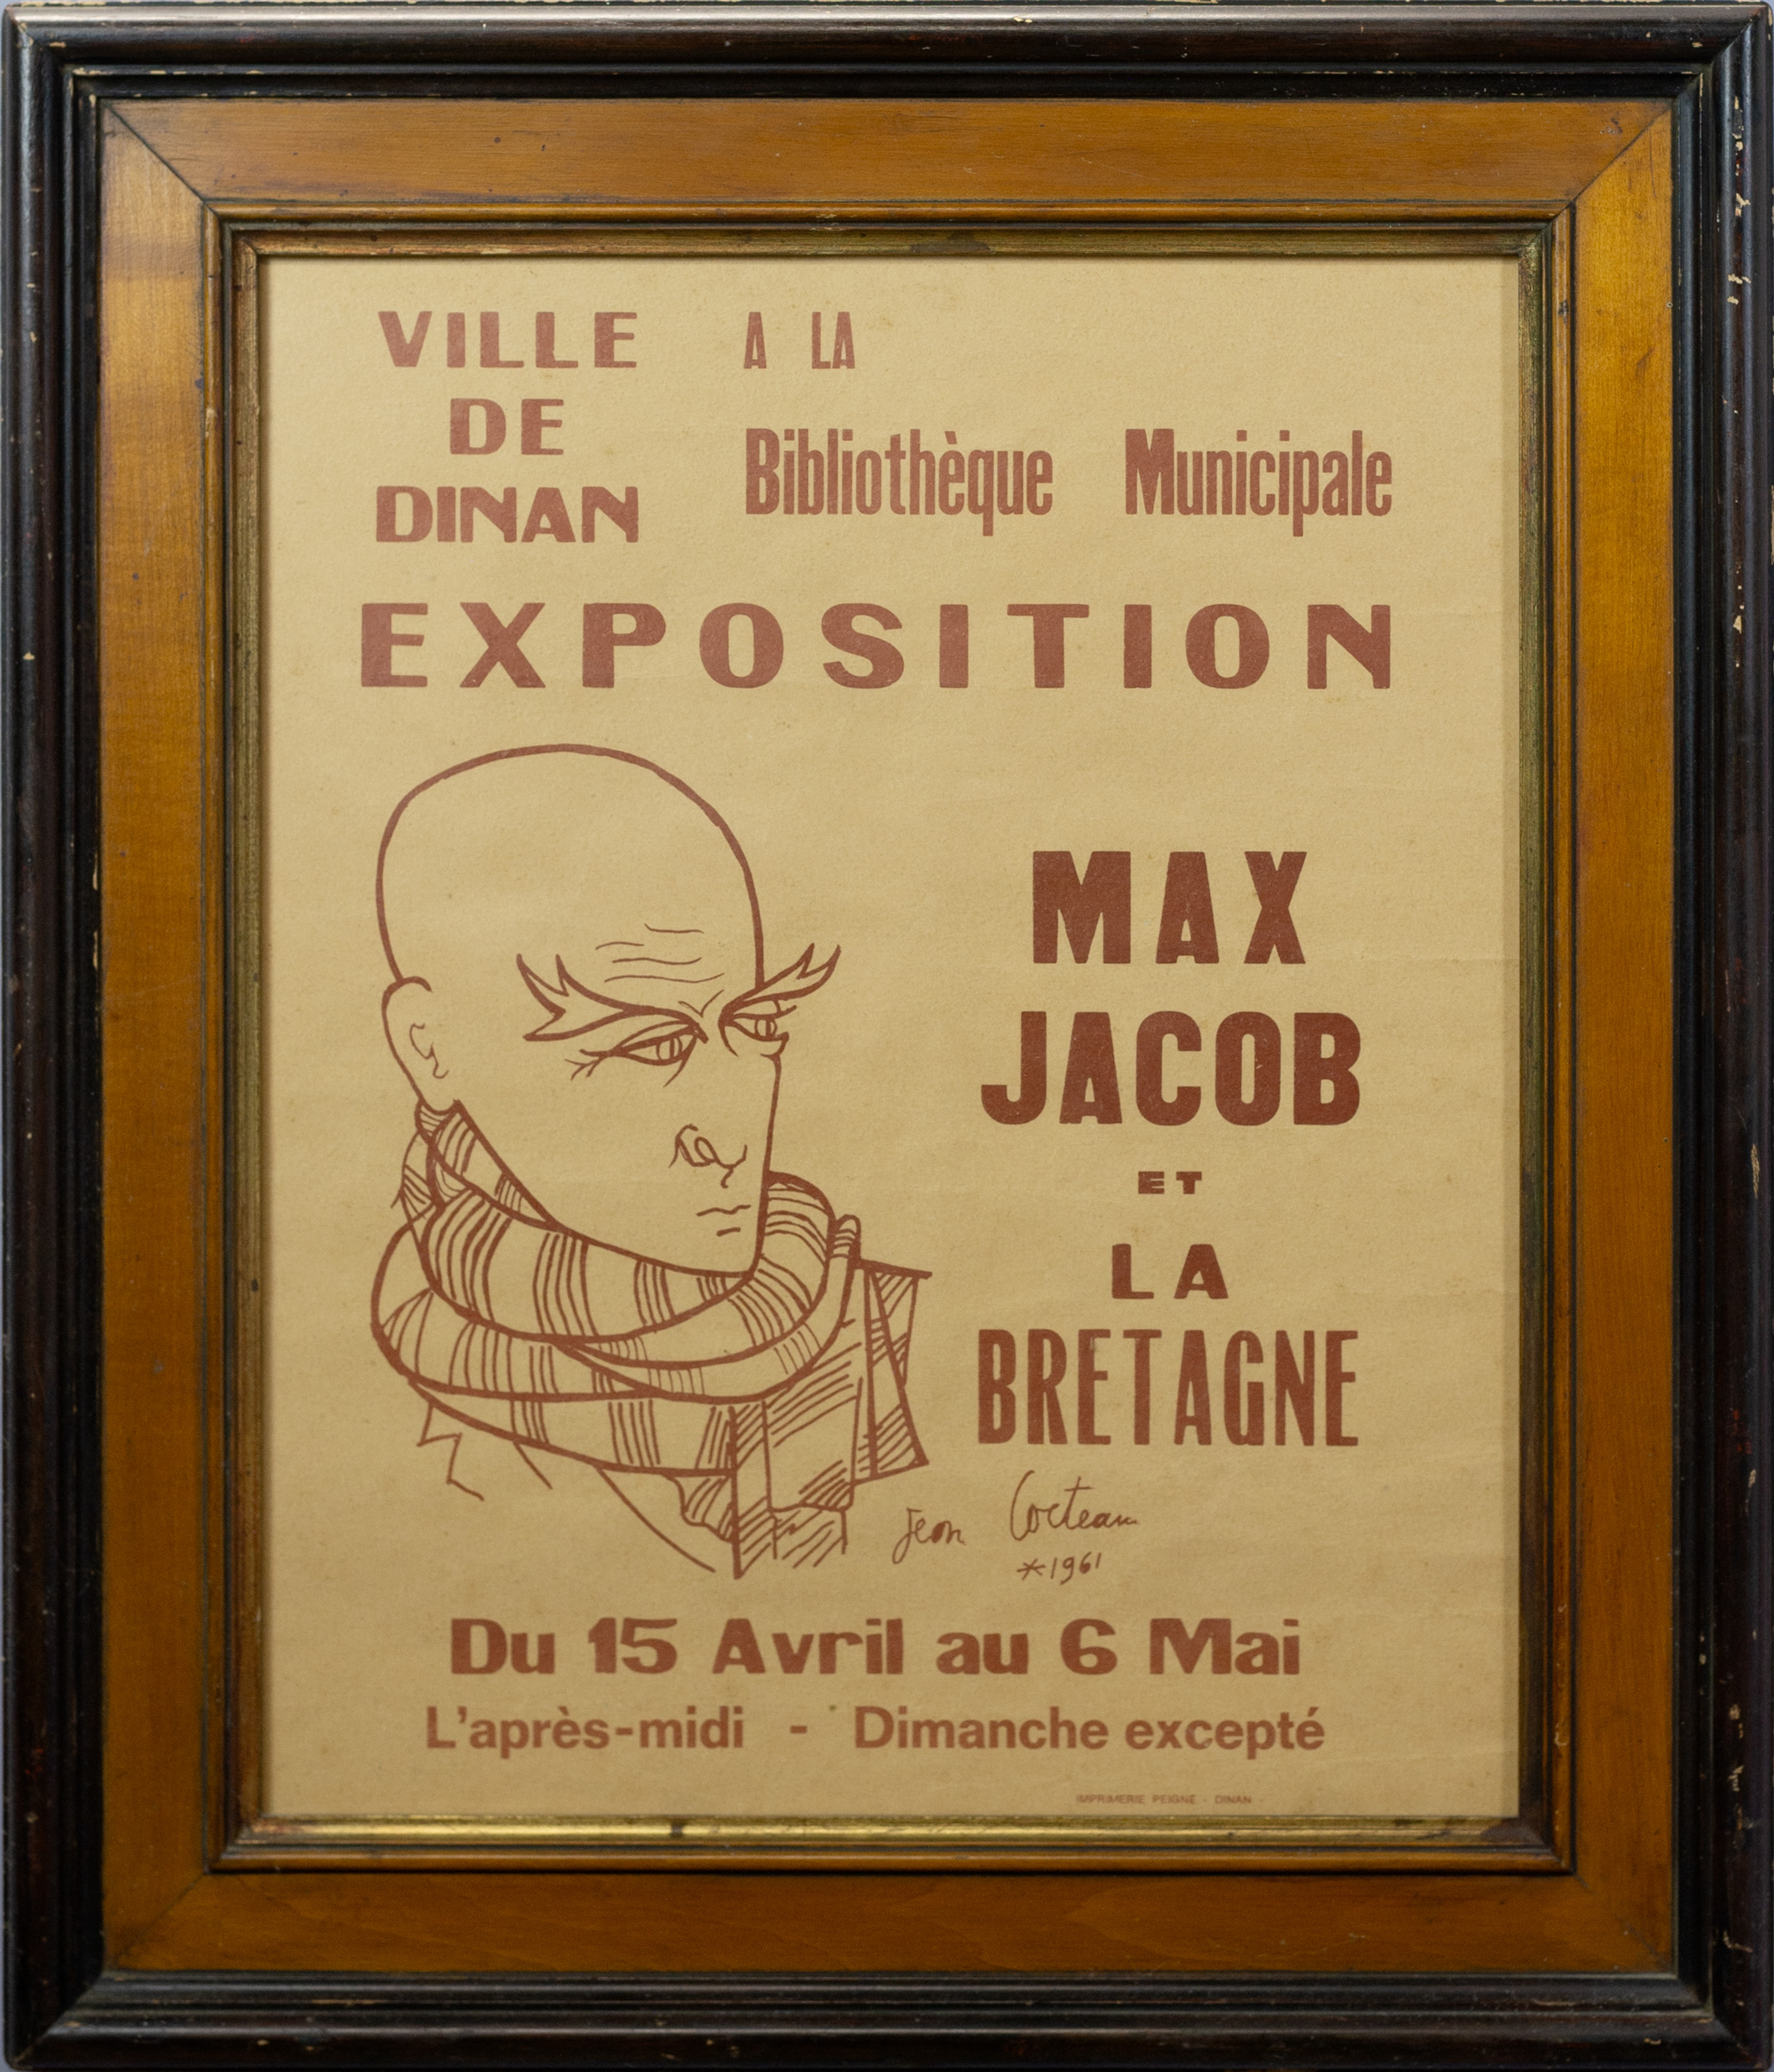 VILLE
DE
DINAN
A LA
Bibliothèque Municipale
EXPOSITION
MAX
JACOB
ET
LA
BRETAGNE
Jean Cocteau
*1961
Du 15 Avril au 6 Mai
L'après-midi - Dimanche excepté
IMPRIMERIE PEIGNE - DINAN -